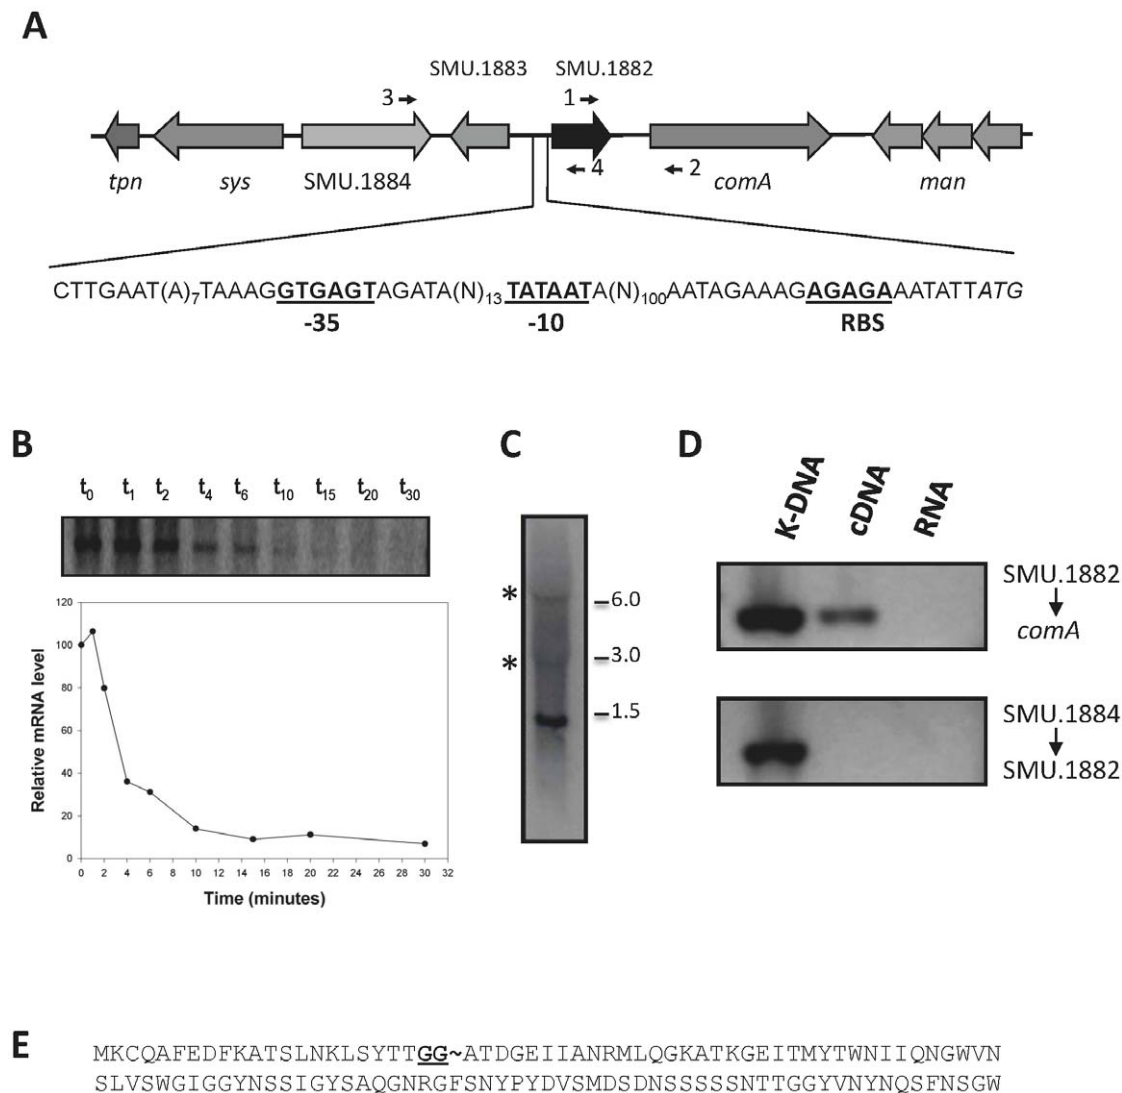 A
SMU.1883 SMU.1882
3 1
4 2
tpn sys SMU.1884 comA man
CTTGAAT(A)7TAAAGGTGAGTAGATA(N)13TATAATA(N)100AATAGAAAGAGAGAAATATTATG
-35 -10 RBS
B
t0 t1 t2 t4 t6 t10 t15 t20 t30
120
100
80
60
40
20
0
Relative mRNA level
0 2 4 6 8 10 12 14 16 18 20 22 24 26 28 30 32
Time (minutes)
C
*
*
6.0
3.0
1.5
D
K-DNA cDNA RNA
SMU.1882
comA
SMU.1884
SMU.1882
E
MKCQAFEDFKATSLNKLSYTTGG~ATDGEIIANRMLQGKATKGEITMYTWNIIQNGWVN
SLVSWGIGGYNSSIGYSAQGNRGFSNYPYDVSMDSDNSSSSSNTTGGYVNYNQSFNSGW